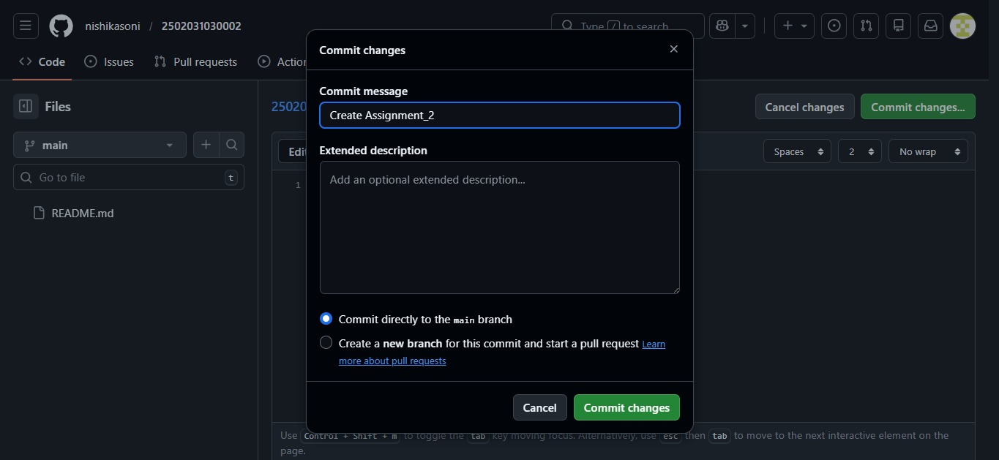 nishikasoni / 2502031030002
Type / to search
Code
Issues
Pull requests
Action
Files
main
Go to file
t
README.md
25020
Cancel changes
Commit changes...
Edit
Spaces
2
No wrap
1
Commit changes
Commit message
Create Assignment_2
Extended description
Add an optional extended description...
Commit directly to the main branch
Create a new branch for this commit and start a pull request Learn
more about pull requests
Cancel
Commit changes
Use Control + Shift + m to toggle the tab key moving focus. Alternatively, use esc then tab to move to the next interactive element on the
page.